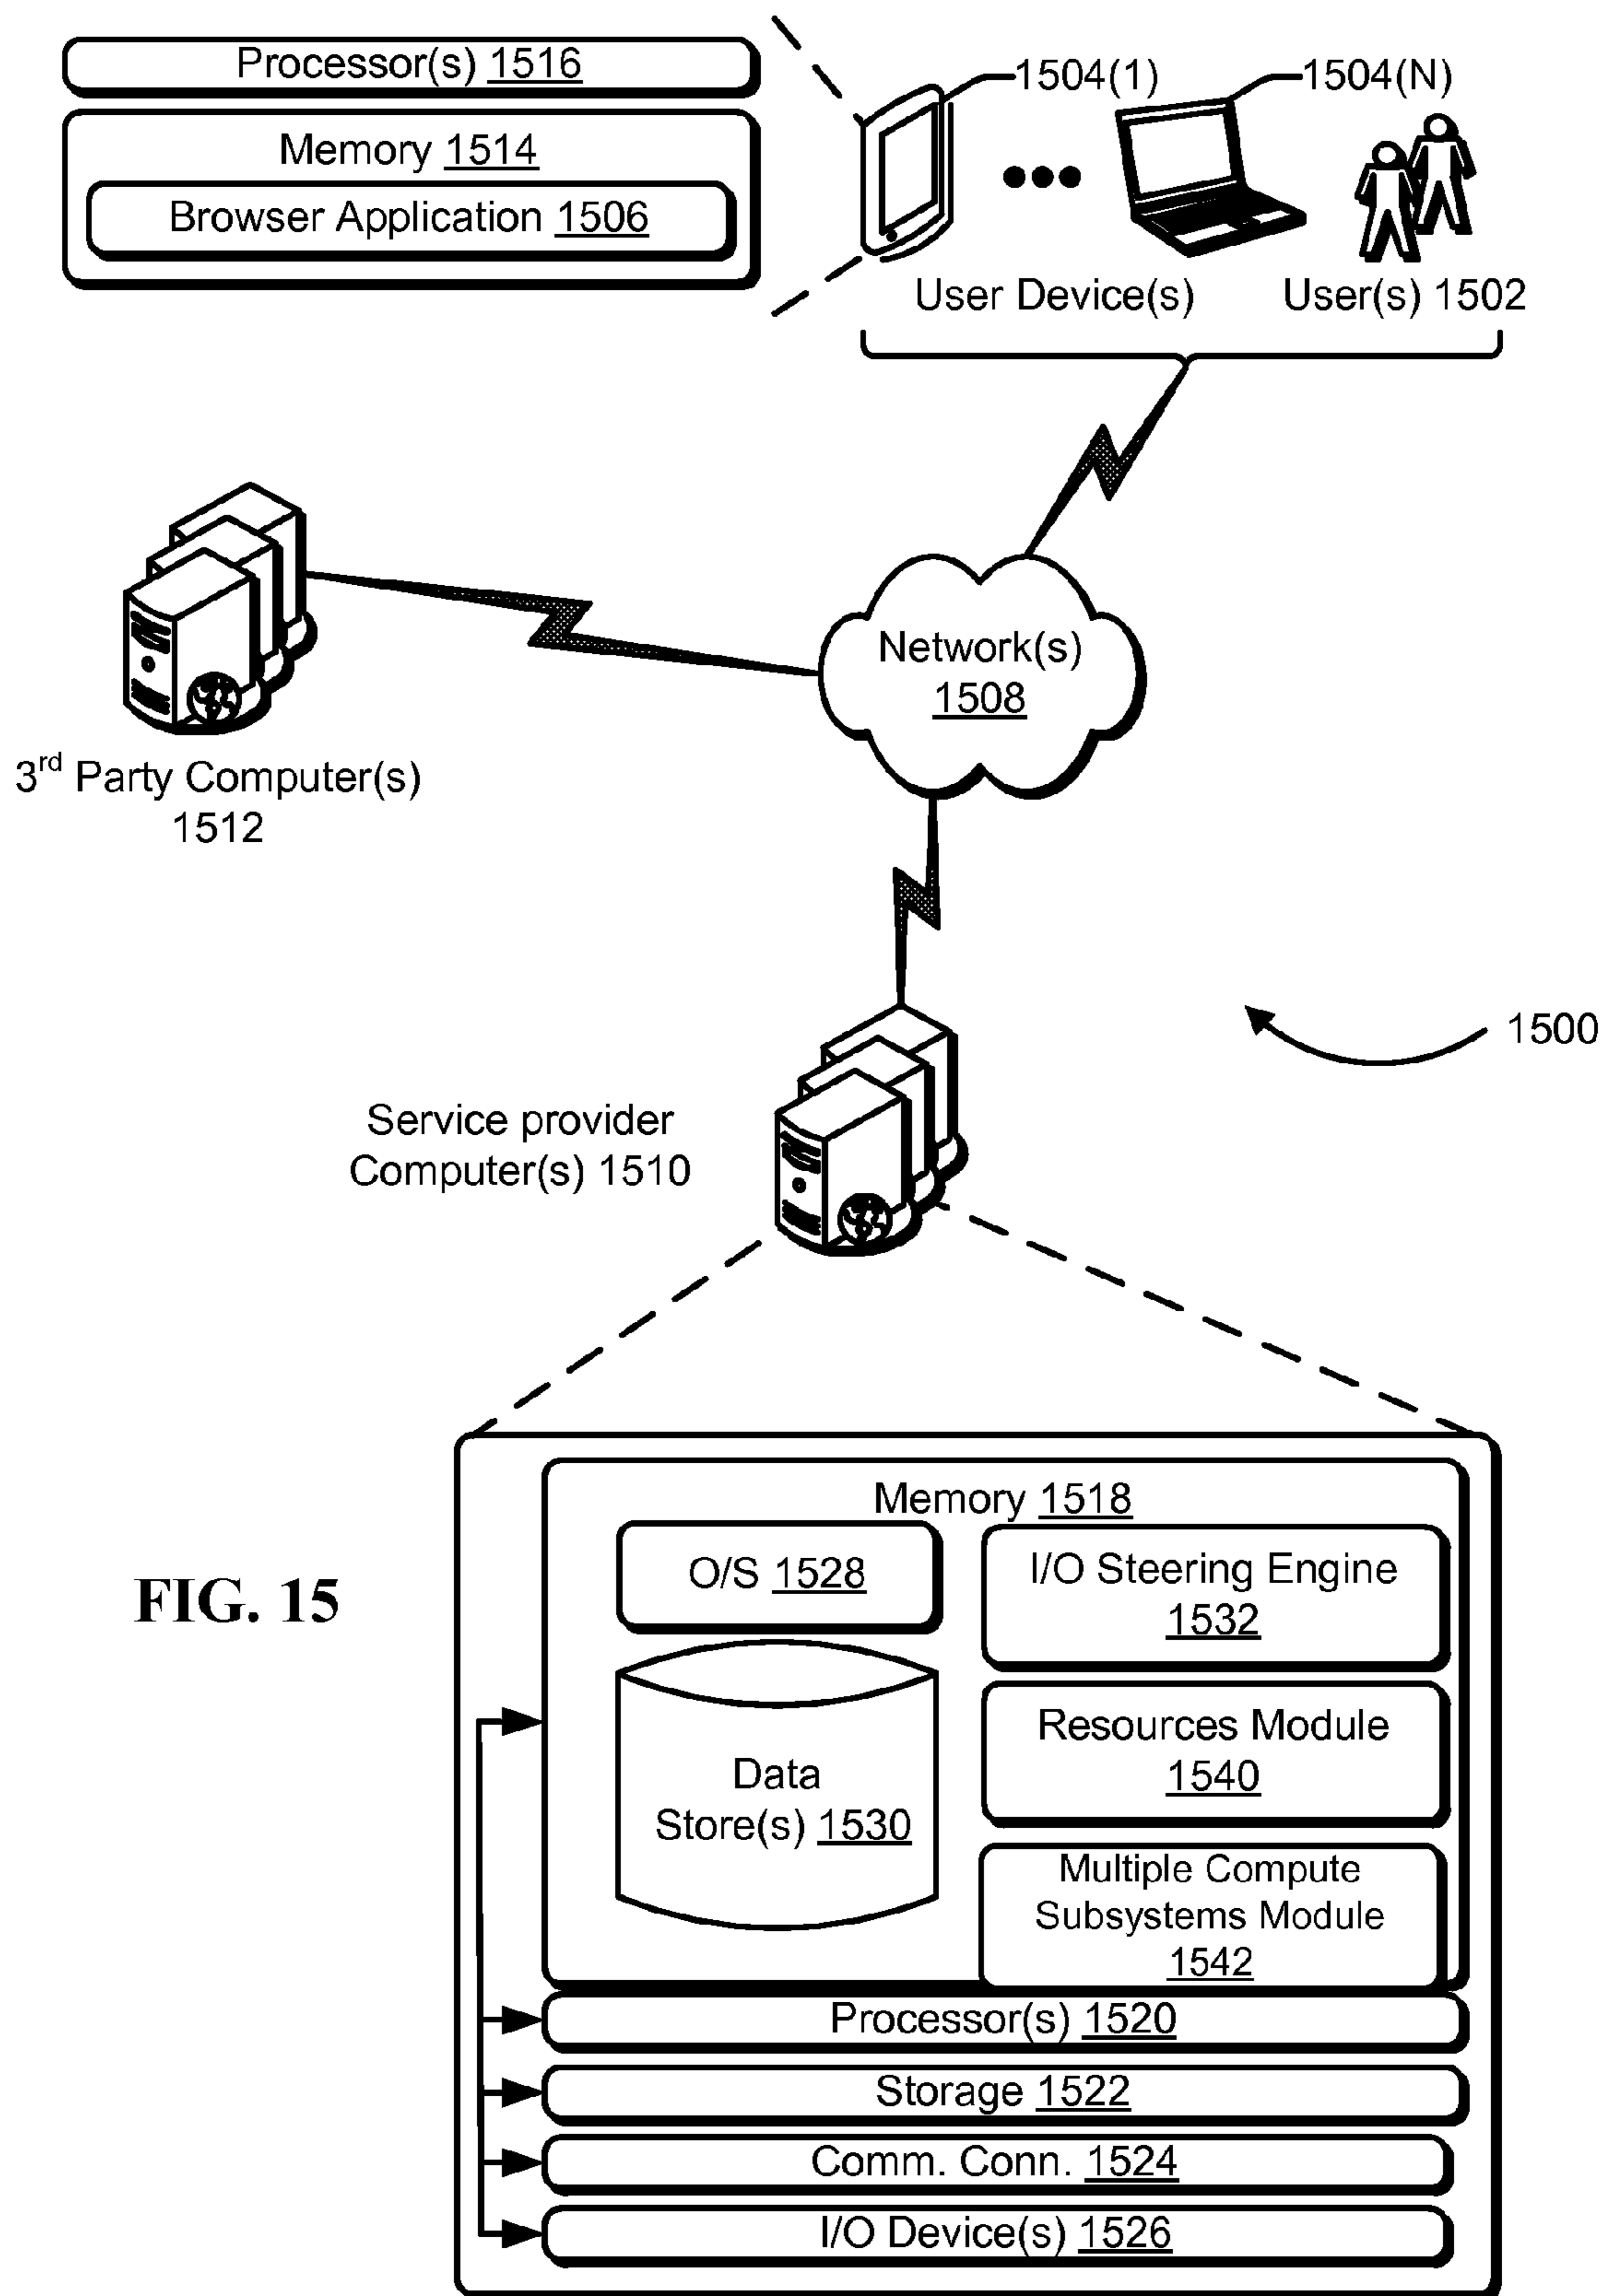 Processor(s) 1516
Memory 1514
Browser Application 1506
1504(1)
1504(N)
User Device(s)
User(s) 1502
Network(s)
1508
3rd Party Computer(s)
1512
1500
Service provider
Computer(s) 1510
FIG. 15
Memory 1518
O/S 1528
Data
Store(s) 1530
I/O Steering Engine
1532
Resources Module
1540
Multiple Compute
Subsystems Module
1542
Processor(s) 1520
Storage 1522
Comm. Conn. 1524
I/O Device(s) 1526